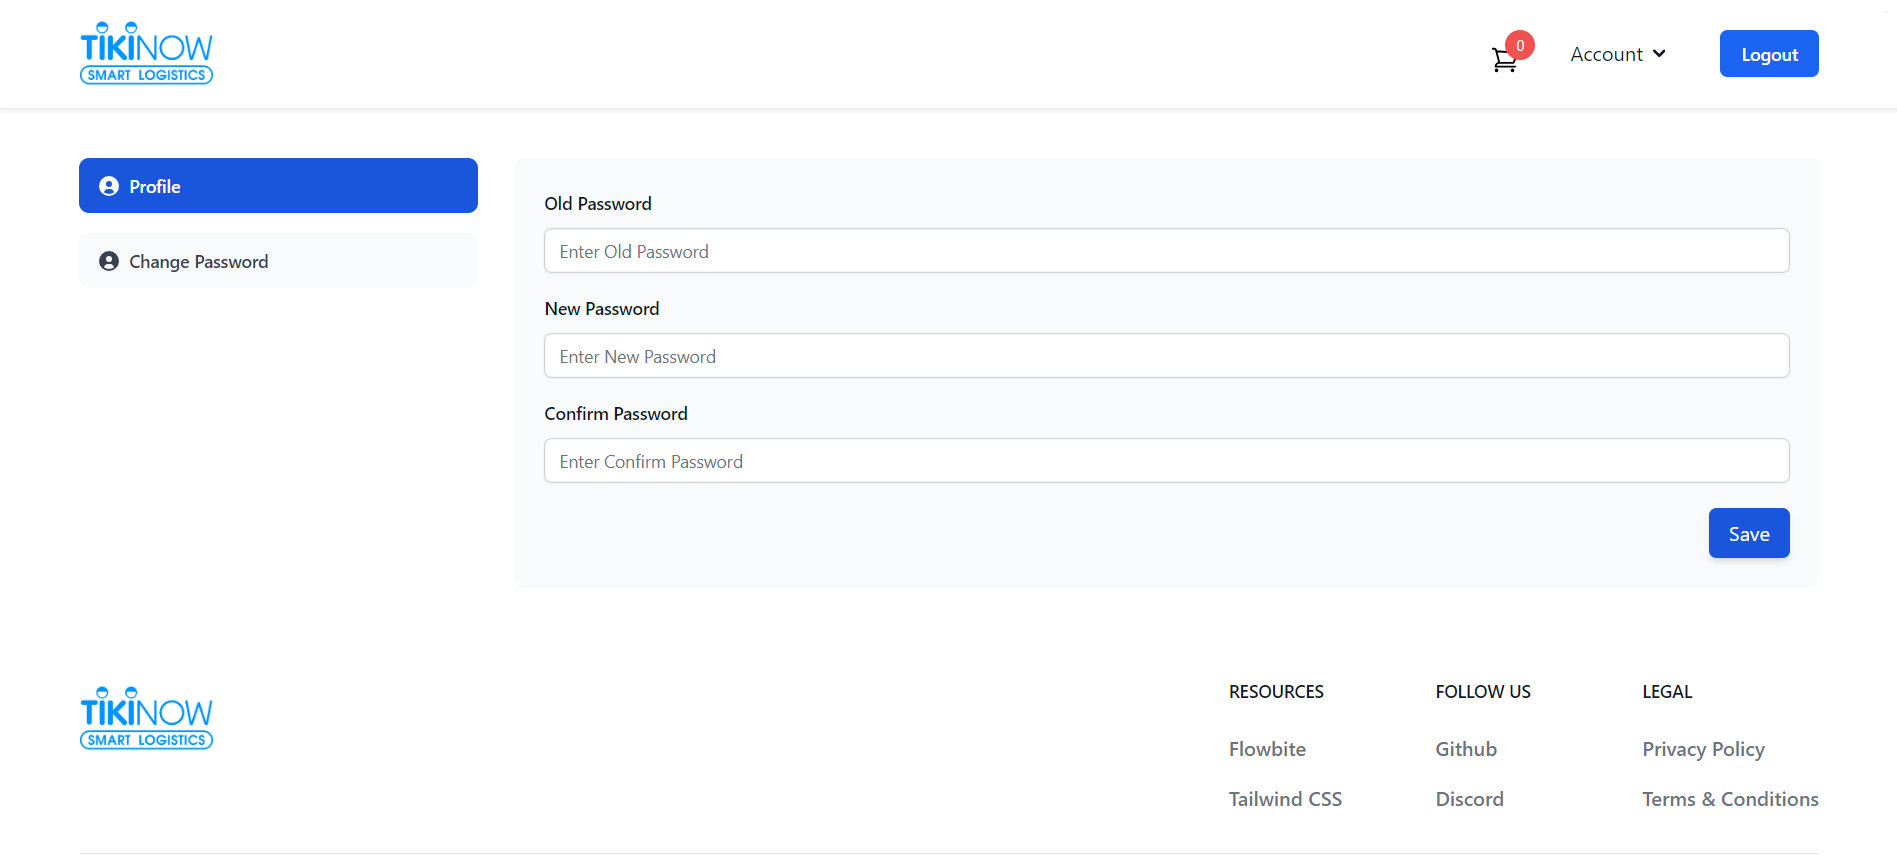 TIKINOW
SMART LOGISTICS
0
Account
Logout
Profile
Change Password
Old Password
Enter Old Password
New Password
Enter New Password
Confirm Password
Enter Confirm Password
Save
TIKINOW
SMART LOGISTICS
RESOURCES
Flowbite
Tailwind CSS
FOLLOW US
Github
Discord
LEGAL
Privacy Policy
Terms & Conditions